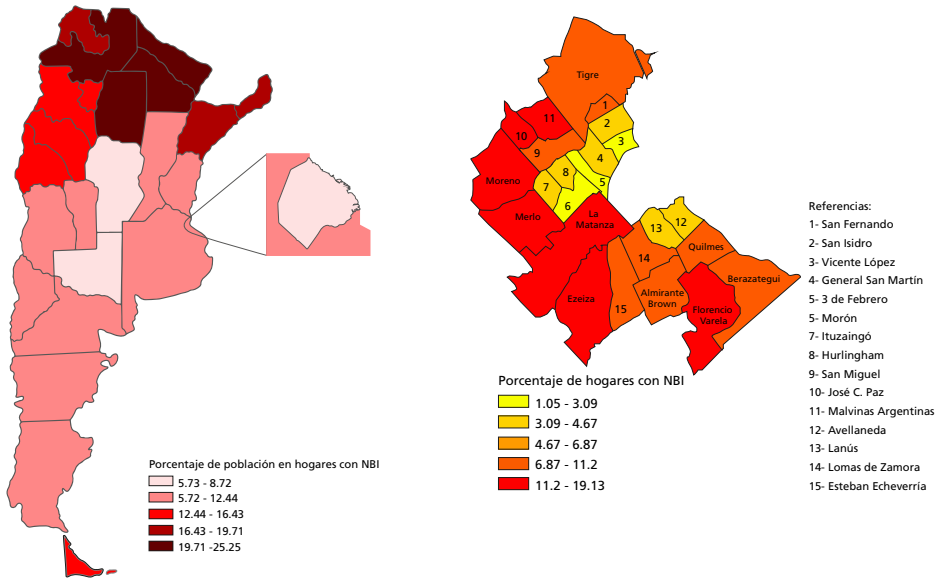 Porcentaje de población en hogares con NBI
5.73 - 8.72
5.72 - 12.44
12.44 - 16.43
16.43 - 19.71
19.71 -25.25
Tigre
1
2
3
11
10
9
4
8
5
7
6
Moreno
Merlo
La
Matanza
13
12
14
Quilmes
Berazategui
Ezeiza
15
Almirante
Brown
Florencio
Varela
Porcentaje de hogares con NBI
1.05 - 3.09
3.09 - 4.67
4.67 - 6.87
6.87 - 11.2
11.2 - 19.13
Referencias:
1- San Fernando
2- San Isidro
3- Vicente López
4- General San Martín
5- 3 de Febrero
5- Morón
7- Ituzaingó
8- Hurlingham
9- San Miguel
10- José C. Paz
11- Malvinas Argentinas
12- Avellaneda
13- Lanús
14- Lomas de Zamora
15- Esteban Echeverría